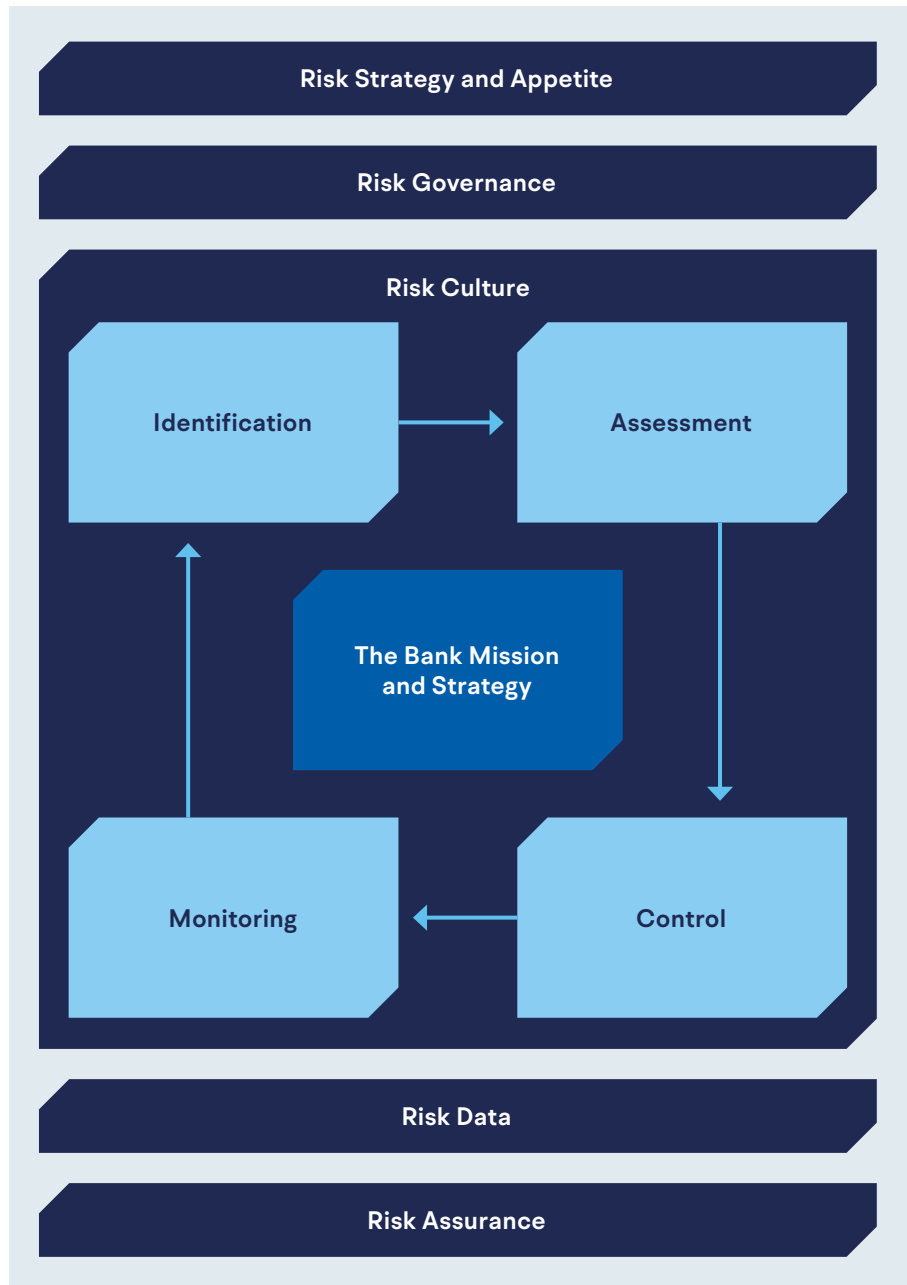 Risk Strategy and Appetite
Risk Governance
Risk Culture
Identification
Assessment
The Bank Mission
and Strategy
Monitoring
Control
Risk Data
Risk Assurance